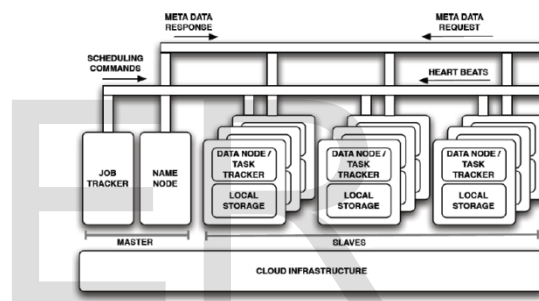 META DATA
RESPONSE
META DATA
REQUEST
SCHEDULING
COMMANDS
HEART BEATS
JOB
TRACKER
NAME
NODE
DATA NODE /
TASK
TRACKER
LOCAL
STORAGE
DATA NODE /
TASK
TRACKER
LOCAL
STORAGE
DATA NODE /
TASK
TRACKER
LOCAL
STORAGE
MASTER
SLAVES
CLOUD INFRASTRUCTURE
ER